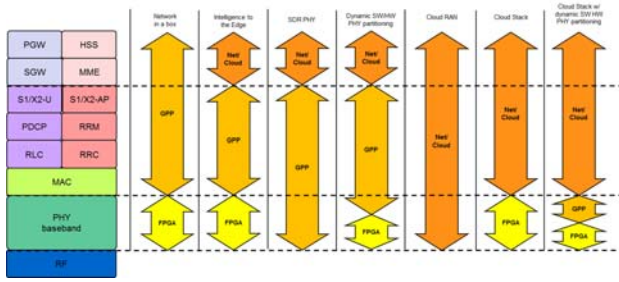 Network
in a box
Intelligence to
the Edge
SDR PHY
Dynamic SW/HW
PHY partitioning
Cloud RAN
Cloud Stack
Cloud Stack w/
dynamic SW HW
PHY partitioning
PGW
HSS
SGW
MME
S1/X2-U
S1/X2-AP
PDCP
RRM
RLC
RRC
MAC
PHY
baseband
RF
GPP
FPGA
Net/
Cloud
GPP
FPGA
Net/
Cloud
GPP
Net/
Cloud
GPP
FPGA
Net/
Cloud
Net/
Cloud
FPGA
Net/
Cloud
GPP
FPGA